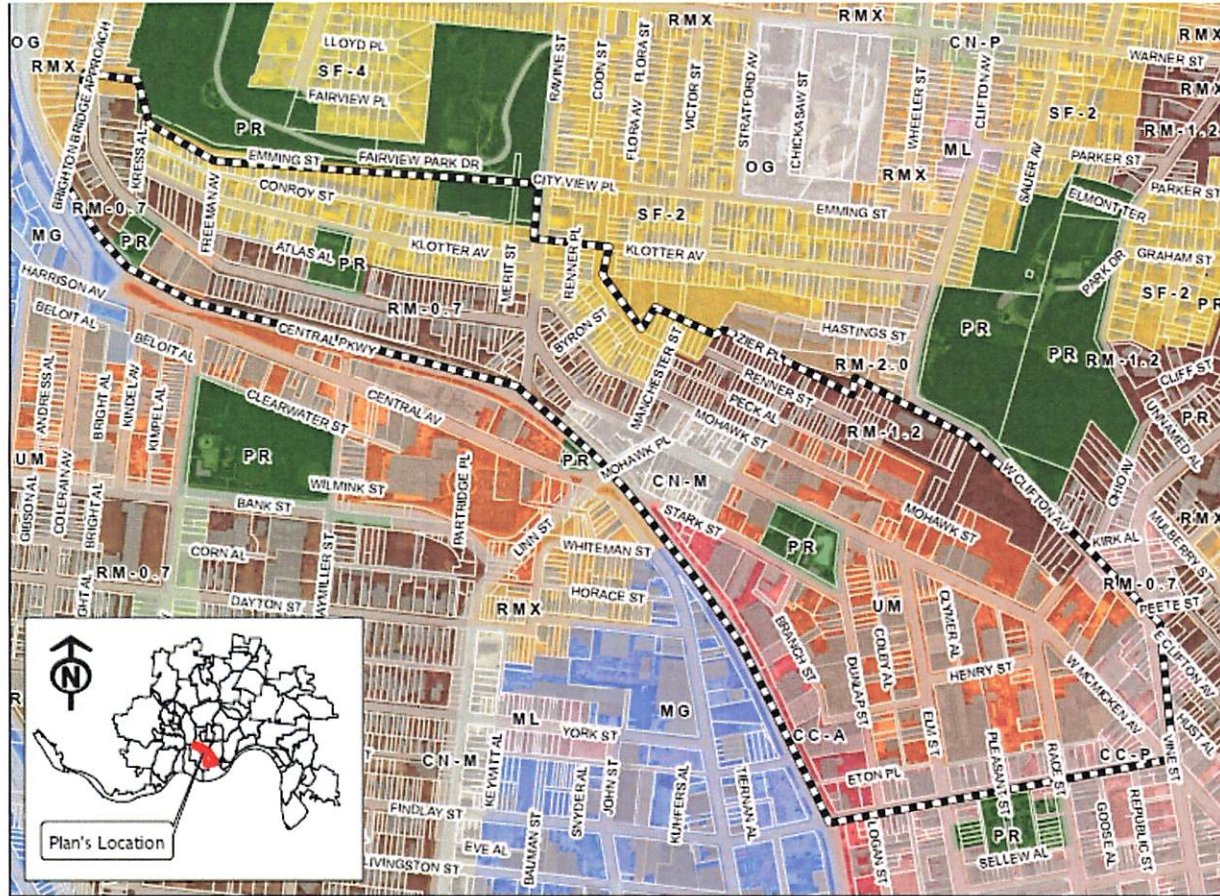 RMX
RMX
RMX
OG
CN-P
LLOYD PL
WARNER ST
RMX
SF-4
SF-2
RMX
BRIGHTON BRIDGE APPROACH
RAVINE ST
COON ST
FLORA AV
FLORA ST
VICTOR ST
STRATFORD AV
CHICKASAW ST
WHEELER ST
CLIFTON AV
FAIRVIEW PL
RM-1.2
PR
KRESS AL
EMMING ST
FAIRVIEW PARK DR
ML
SAUER AV
PARKER ST
OG
RMX
CITY VIEW PL
PARKER ST
CONROY ST
ELMONT TER
RM-0.7
FREEMAN AV
SF-2
EMMING ST
MG
PR
ATLAS AL
KLOTTER AV
KLOTTER AV
PARK DR
GRAHAM ST
PR
MERIT ST
RENNER PL
SF-2
HARRISON AV
RM-0.7
PR
BELOIT AL
CENTRAL PKWY
BYRON ST
HASTINGS ST
PR
PR
BELOIT AL
MANCHESTER ST
RM-2.0
RM-1.2
CLIFF ST
ANDRESS AL
BRIGHT AL
KINDEL AV
KIMPEL AV
CLEARWATER ST
CENTRAL AV
RENNER ST
PECK AL
MOHAWK ST
RM-1.2
PR
UNNAMED AL
UM
PR
PR
MOHAWK PL
WILMINK ST
CN-M
W CLIFTON AV
OHIO AV
RMX
GIBSON AL
COLERAIN AV
BRIGHT AL
BANK ST
PARTRIDGE PL
LINN ST
STARK ST
MOHAWK ST
CORN AL
WHITEMAN ST
PR
KIRK AL
MULBERRY ST
RM-0.7
RM-0.7
DAYTON ST
HORACE ST
UM
PEETE ST
RMX
BRANCH ST
DUNLAP ST
COLBY AL
CLYMER AL
HENRY ST
E CLIFTON AV
W MCMICKEN AV
N
MG
ELM ST
HUST AL
ML
YORK ST
CC-A
CC-P
CN-M
KEYWATT AL
SNYDER AL
JOHN ST
KUHFERS AL
TIERNAN AL
ETON PL
PLEASANT ST
RACE ST
VINE ST
FINDLAY ST
BAUMAN ST
PR
GOOSE AL
REPUBLIC ST
Plan's Location
EVE AL
LOGAN ST
LIVINGSTON ST
BELLEW AL